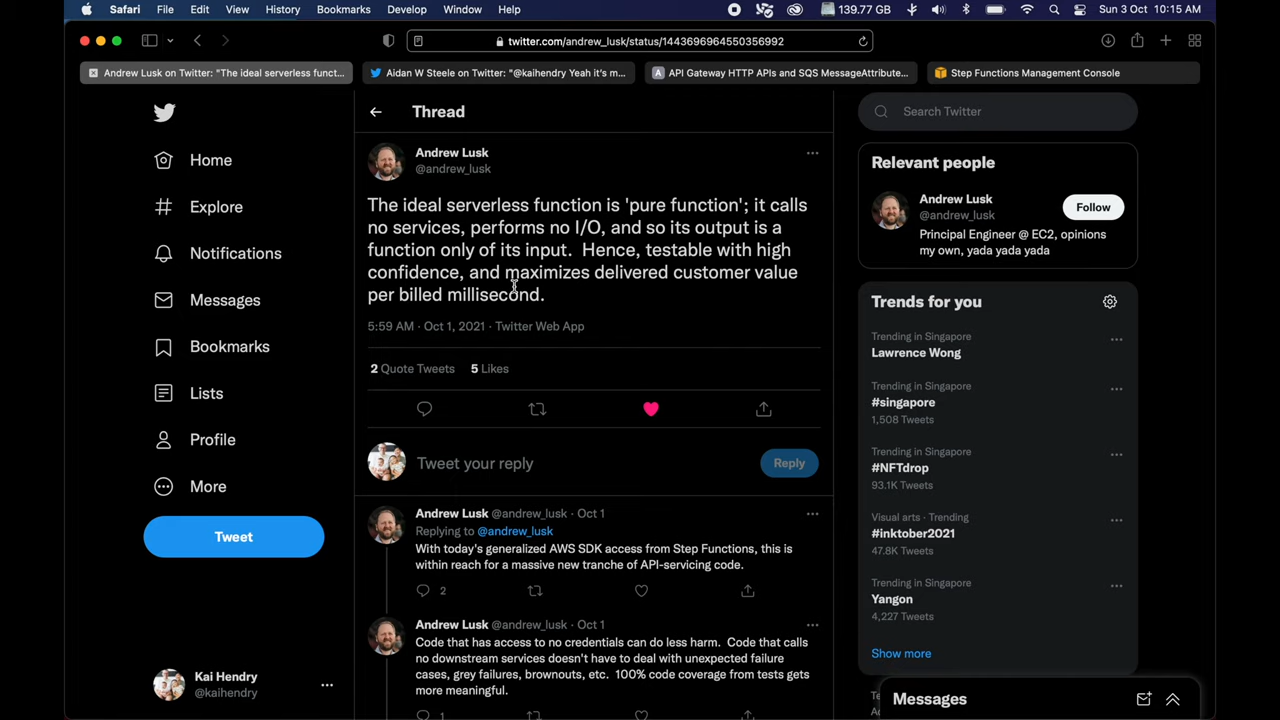 Safari File Edit View History Bookmarks Develop Window Help 139.77 GB Sun 3 Oct 10:15 AM
twitter.com/andrew_lusk/status/1443696964550356992
Andrew Lusk on Twitter: "The ideal serverless funct...
Aidan W Steele on Twitter: "@kaihendry Yeah it's m...
API Gateway HTTP APIs and SQS MessageAttribute...
Step Functions Management Console
Home
Explore
Notifications
Messages
Bookmarks
Lists
Profile
More
Tweet
Kai Hendry
@kaihendry
Thread
Andrew Lusk
@andrew_lusk
The ideal serverless function is 'pure function'; it calls
no services, performs no I/O, and so its output is a
function only of its input. Hence, testable with high
confidence, and maximizes delivered customer value
per billed millisecond.
5:59 AM · Oct 1, 2021 · Twitter Web App
2 Quote Tweets 5 Likes
Tweet your reply
Reply
Andrew Lusk @andrew_lusk · Oct 1
Replying to @andrew_lusk
With today's generalized AWS SDK access from Step Functions, this is
within reach for a massive new tranche of API-servicing code.
2
Andrew Lusk @andrew_lusk · Oct 1
Code that has access to no credentials can do less harm. Code that calls
no downstream services doesn't have to deal with unexpected failure
cases, grey failures, brownouts, etc. 100% code coverage from tests gets
more meaningful.
1
Search Twitter
Relevant people
Andrew Lusk
@andrew_lusk
Follow
Principal Engineer @ EC2, opinions
my own, yada yada yada
Trends for you
Trending in Singapore
Lawrence Wong
Trending in Singapore
#singapore
1,508 Tweets
Trending in Singapore
#NFTdrop
93.1K Tweets
Visual arts · Trending
#inktober2021
47.8K Tweets
Trending in Singapore
Yangon
4,227 Tweets
Show more
Messages